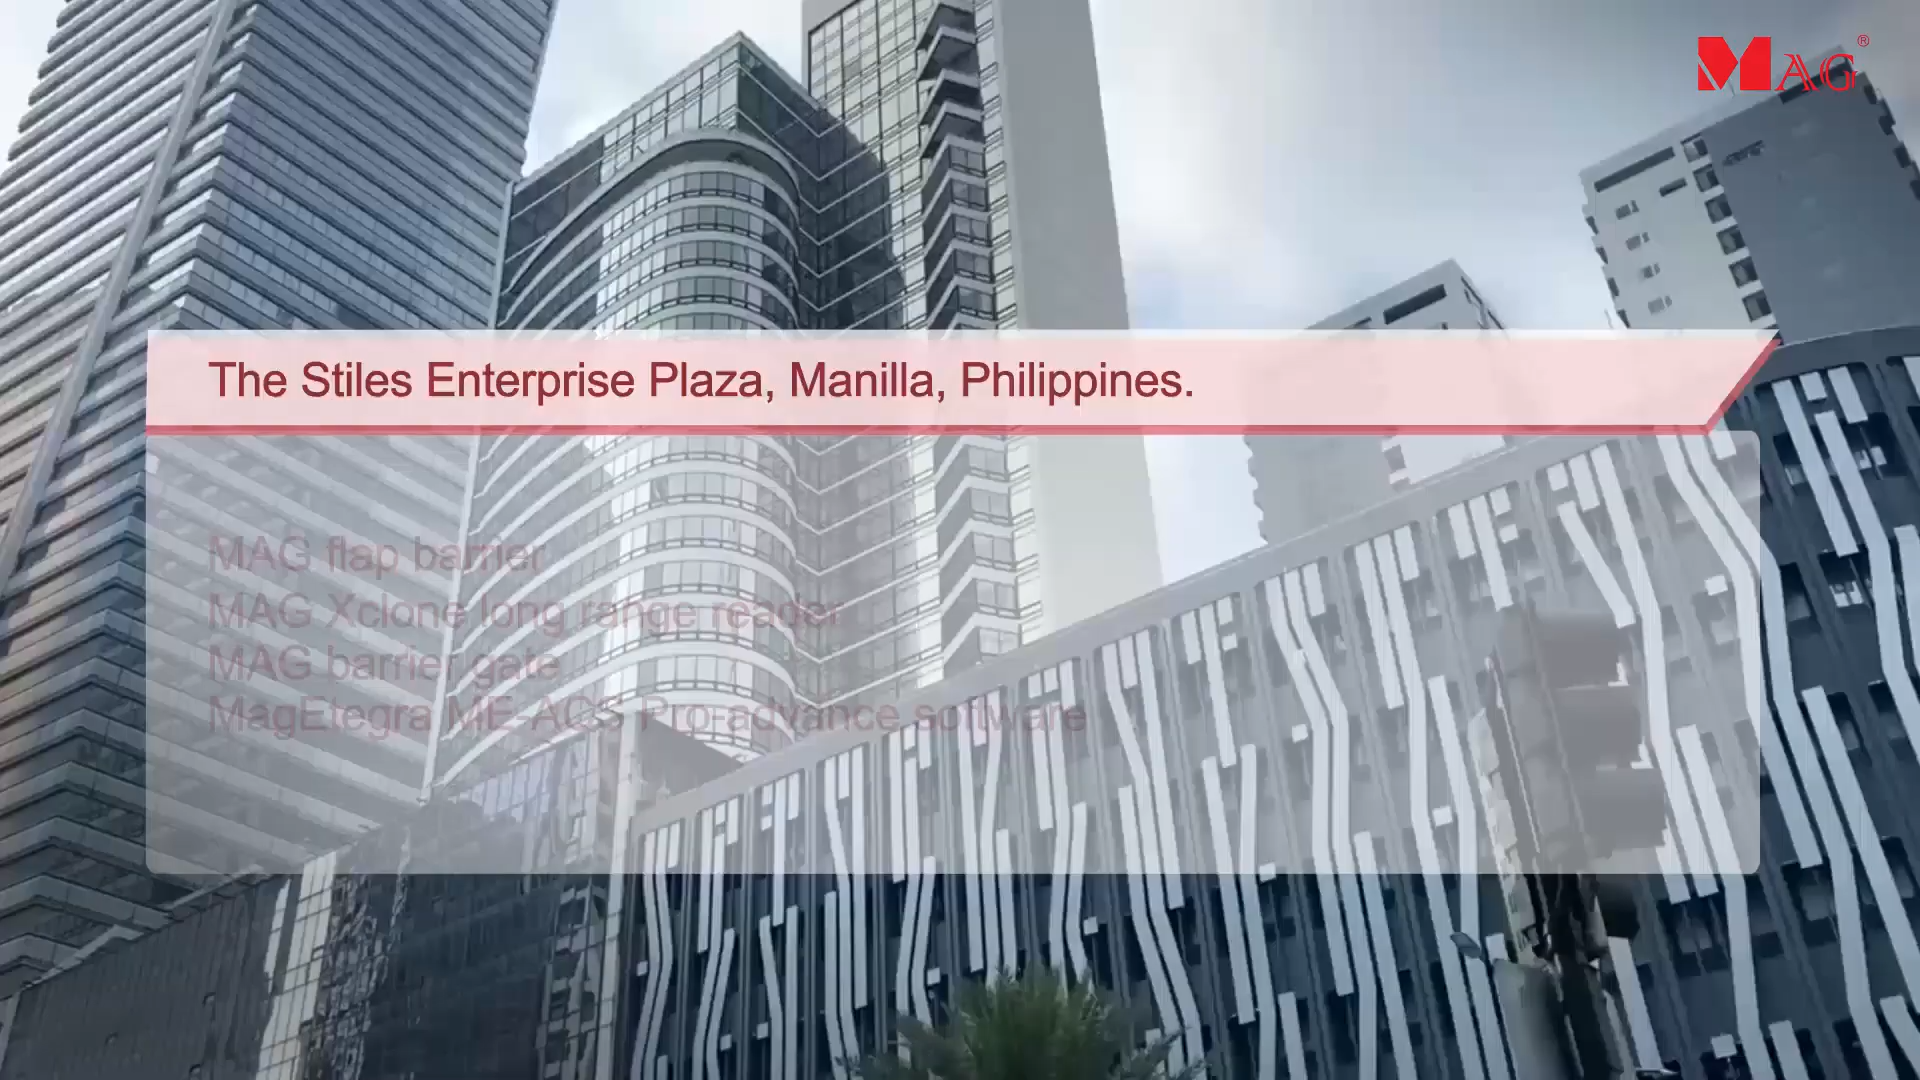 MAG®
The Stiles Enterprise Plaza, Manilla, Philippines.
MAG flap barrier
MAG Xclone long range reader
MAG barrier gate
MagEtegra ME-ACS Pro-advance software